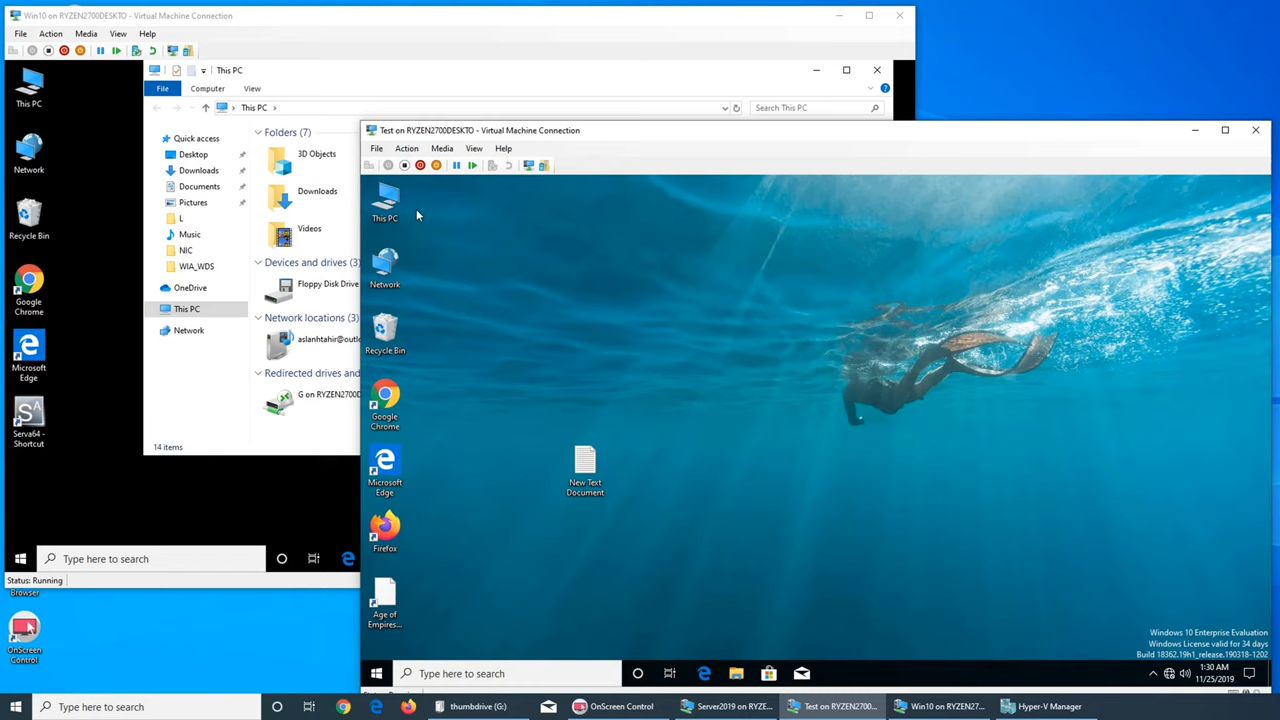 Win10 on RYZEN2700DESKTO - Virtual Machine Connection
File Action Media View Help
This PC
Network
Recycle Bin
Google
Chrome
Microsoft
Edge
Serva64 -
Shortcut
This PC
File Computer View
This PC
Search This PC
Quick access
Desktop
Downloads
Documents
Pictures
L
Music
NIC
WIA_WDS
OneDrive
This PC
Network
Folders (7)
3D Objects
Downloads
Videos
Devices and drives (3)
Floppy Disk Drive
Network locations (3)
aslanhtahir@outlo
Redirected drives and
G on RYZEN2700D
14 items
Type here to search
Status: Running
Browser
OnScreen
Control
Test on RYZEN2700DESKTO - Virtual Machine Connection
File Action Media View Help
This PC
Network
Recycle Bin
Google
Chrome
Microsoft
Edge
Firefox
Age of
Empires...
New Text
Document
Windows 10 Enterprise Evaluation
Windows License valid for 34 days
Build 18362.19h1_release.190318-1202
Type here to search
1:30 AM
11/25/2019
Type here to search
thumbdrive (G:)
OnScreen Control
Server2019 on RYZE...
Test on RYZEN2700...
Win10 on RYZEN27...
Hyper-V Manager